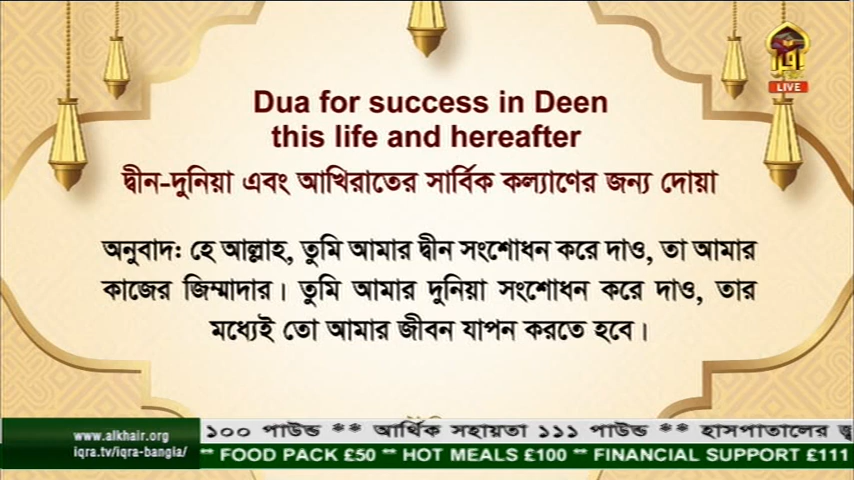 LIVE
Dua for success in Deen
this life and hereafter
দ্বীন-দুনিয়া এবং আখিরাতের সার্বিক কল্যাণের জন্য দোয়া
অনুবাদ: হে আল্লাহ, তুমি আমার দ্বীন সংশোধন করে দাও, তা আমার
কাজের জিম্মাদার। তুমি আমার দুনিয়া সংশোধন করে দাও, তার
মধ্যেই তো আমার জীবন যাপন করতে হবে।
www.alkhair.org
iqra.tv/iqra-bangla/
১০০ পাউন্ড ** আর্থিক সহায়তা ১১১ পাউন্ড ** হাসপাতালের
** FOOD PACK £50 ** HOT MEALS £100 ** FINANCIAL SUPPORT £111